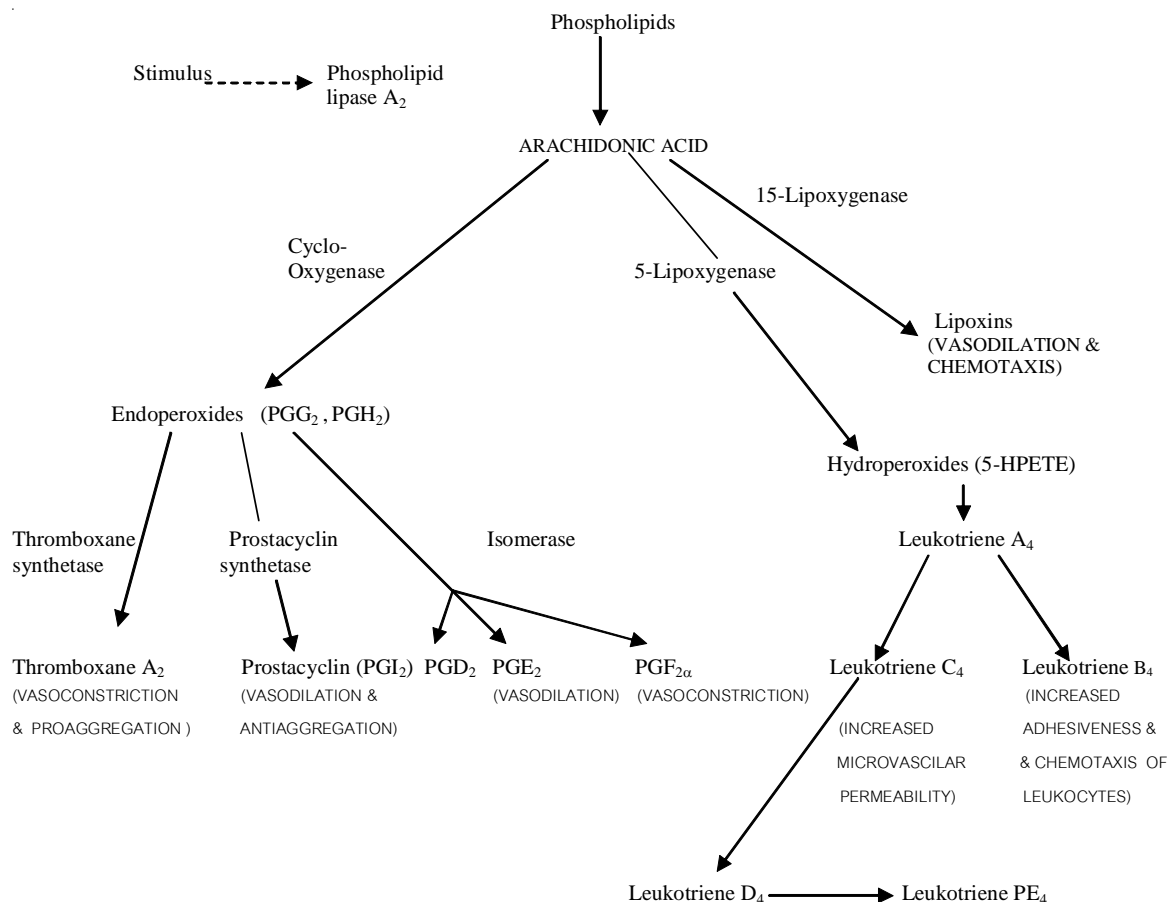 Phospholipids
Stimulus
Phospholipid
lipase A₂
ARACHIDONIC ACID
15-Lipoxygenase
Cyclo-
Oxygenase
5-Lipoxygenase
Lipoxins
(VASODILATION &
CHEMOTAXIS)
Endoperoxides (PGG₂ , PGH₂)
Hydroperoxides (5-HPETE)
Thromboxane
synthetase
Prostacyclin
synthetase
Isomerase
Leukotriene A₄
Thromboxane A₂
(VASOCONSTRICTION
& PROAGGREGATION )
Prostacyclin (PGI₂)
(VASODILATION &
ANTIAGGREGATION)
PGD₂
PGE₂
(VASODILATION)
PGF₂α
(VASOCONSTRICTION)
Leukotriene C₄
(INCREASED
MICROVASCILAR
PERMEABILITY)
Leukotriene B₄
(INCREASED
ADHESIVENESS &
& CHEMOTAXIS OF
LEUKOCYTES)
Leukotriene D₄
Leukotriene PE₄